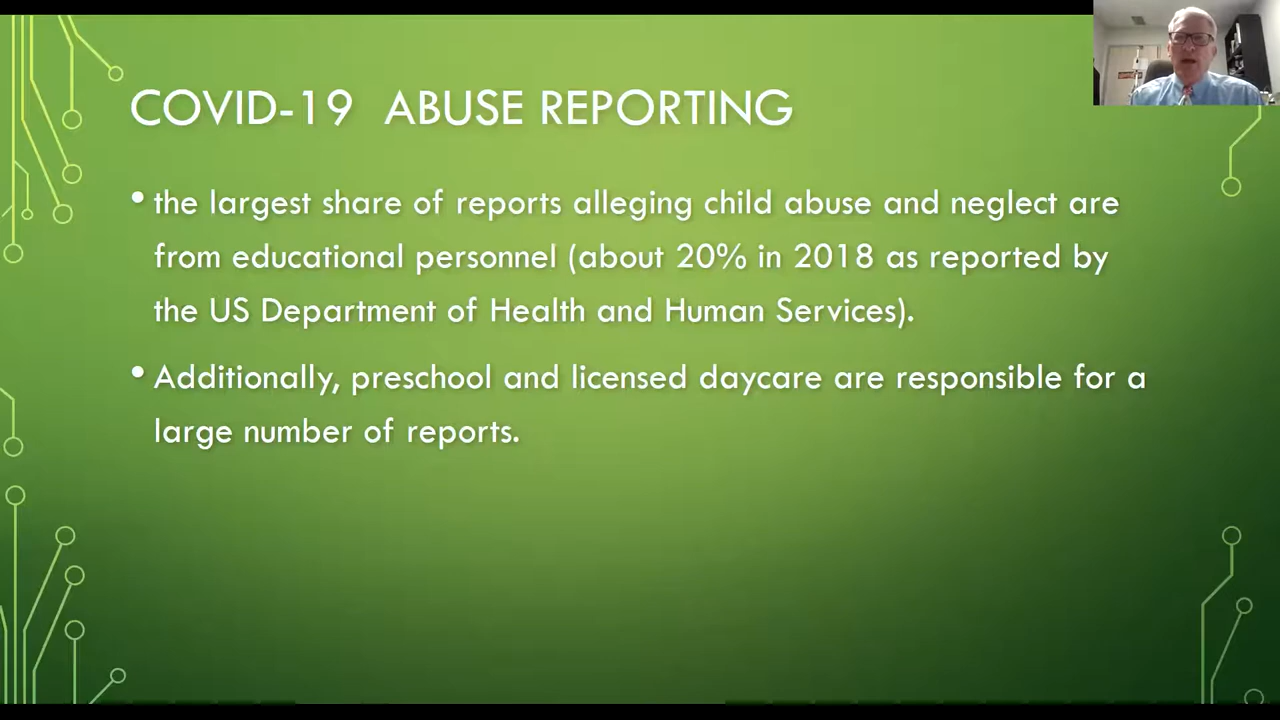 COVID-19 ABUSE REPORTING
• the largest share of reports alleging child abuse and neglect are
from educational personnel (about 20% in 2018 as reported by
the US Department of Health and Human Services).
• Additionally, preschool and licensed daycare are responsible for a
large number of reports.